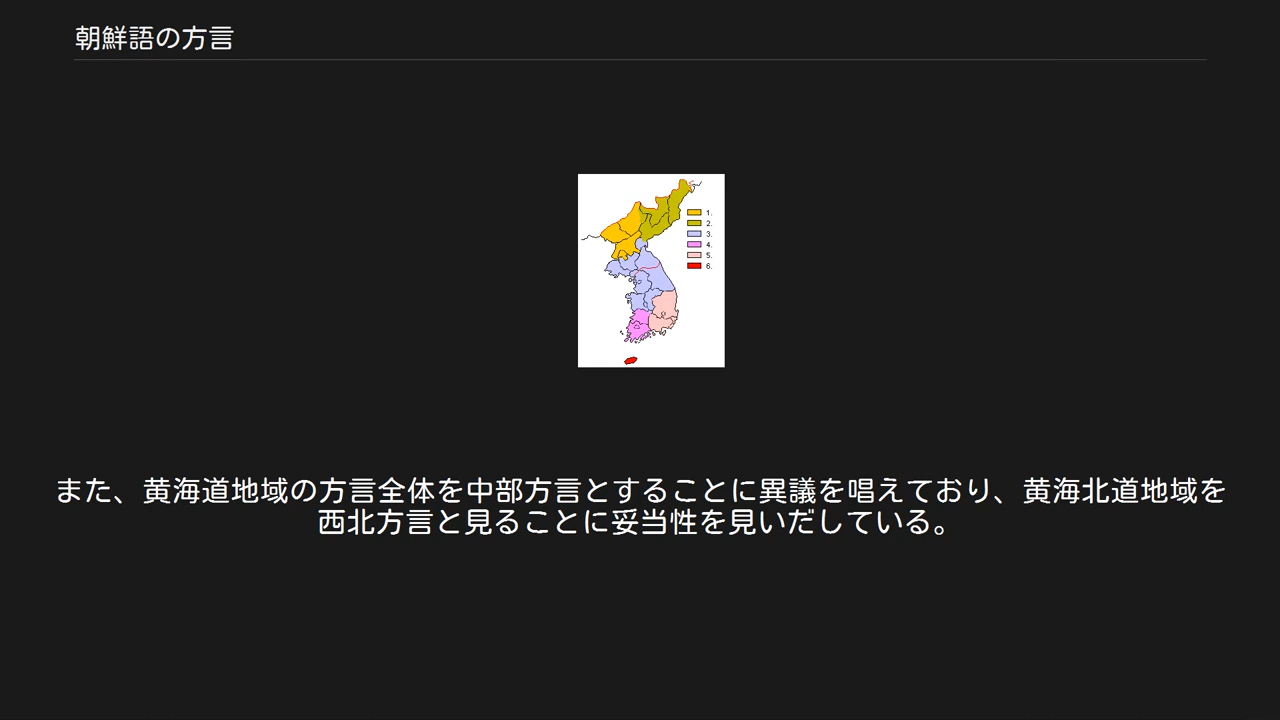 朝鮮語の方言
1.
2.
3.
4.
5.
6.
また、黄海道地域の方言全体を中部方言とすることに異議を唱えており、黄海北道地域を
西北方言と見ることに妥当性を見いだしている。